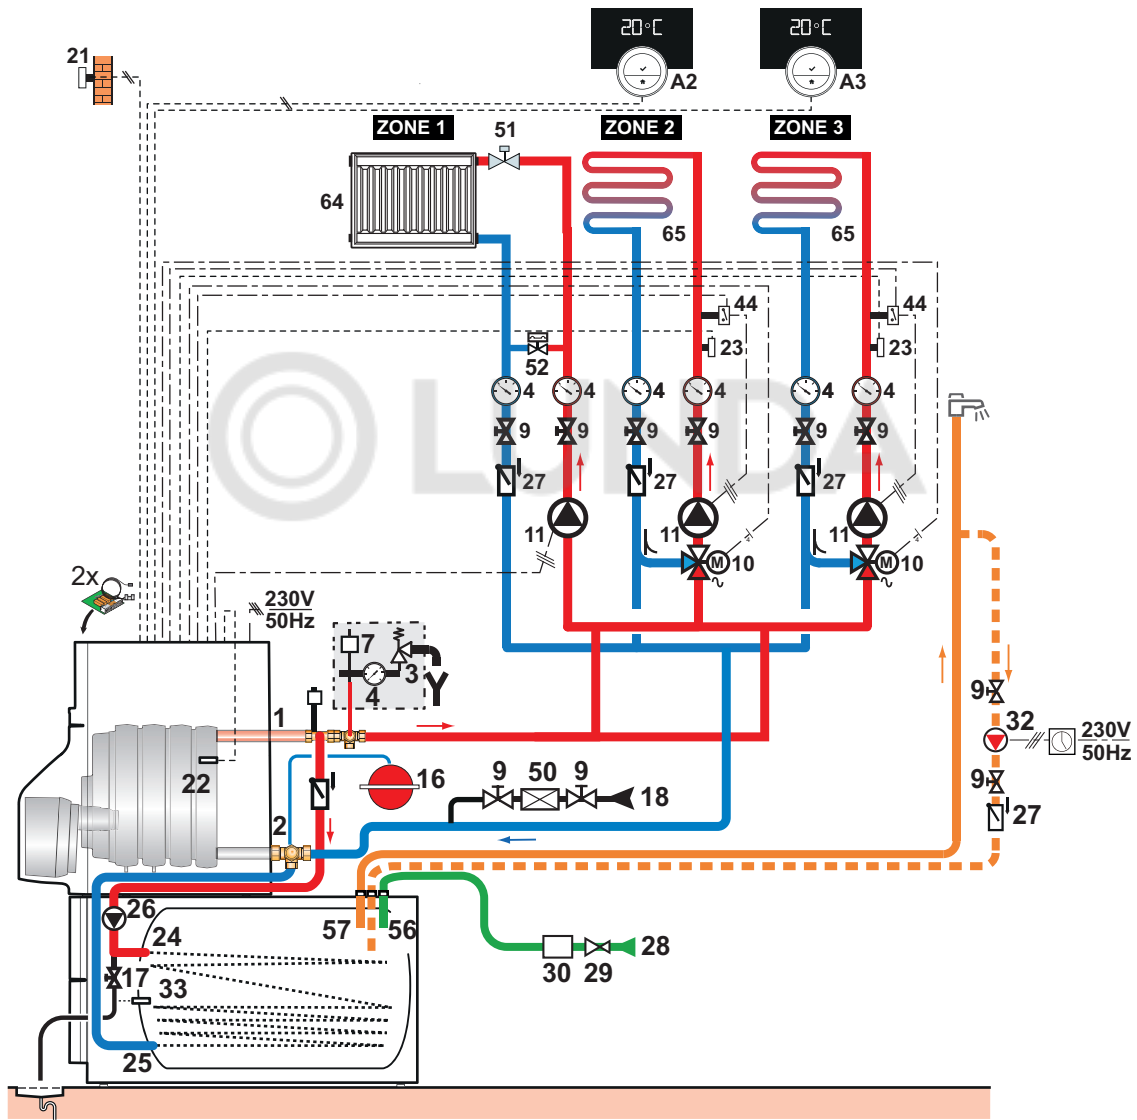 20°C 20°C
21
A2 A3
ZONE 1 51 ZONE 2 ZONE 3
64
65 65
44 44
23 23
52
4 4 4 4 4 4
LUNDA
9 9 9 9 9 9
27 27 27
11 11 11
M 10 M 10
2x
230V
50Hz
7
3
4
1
9
32 230V
50Hz
22 16 9 50 9 18
9
27
2
26
57 56
24 28
30 29
17 33
25